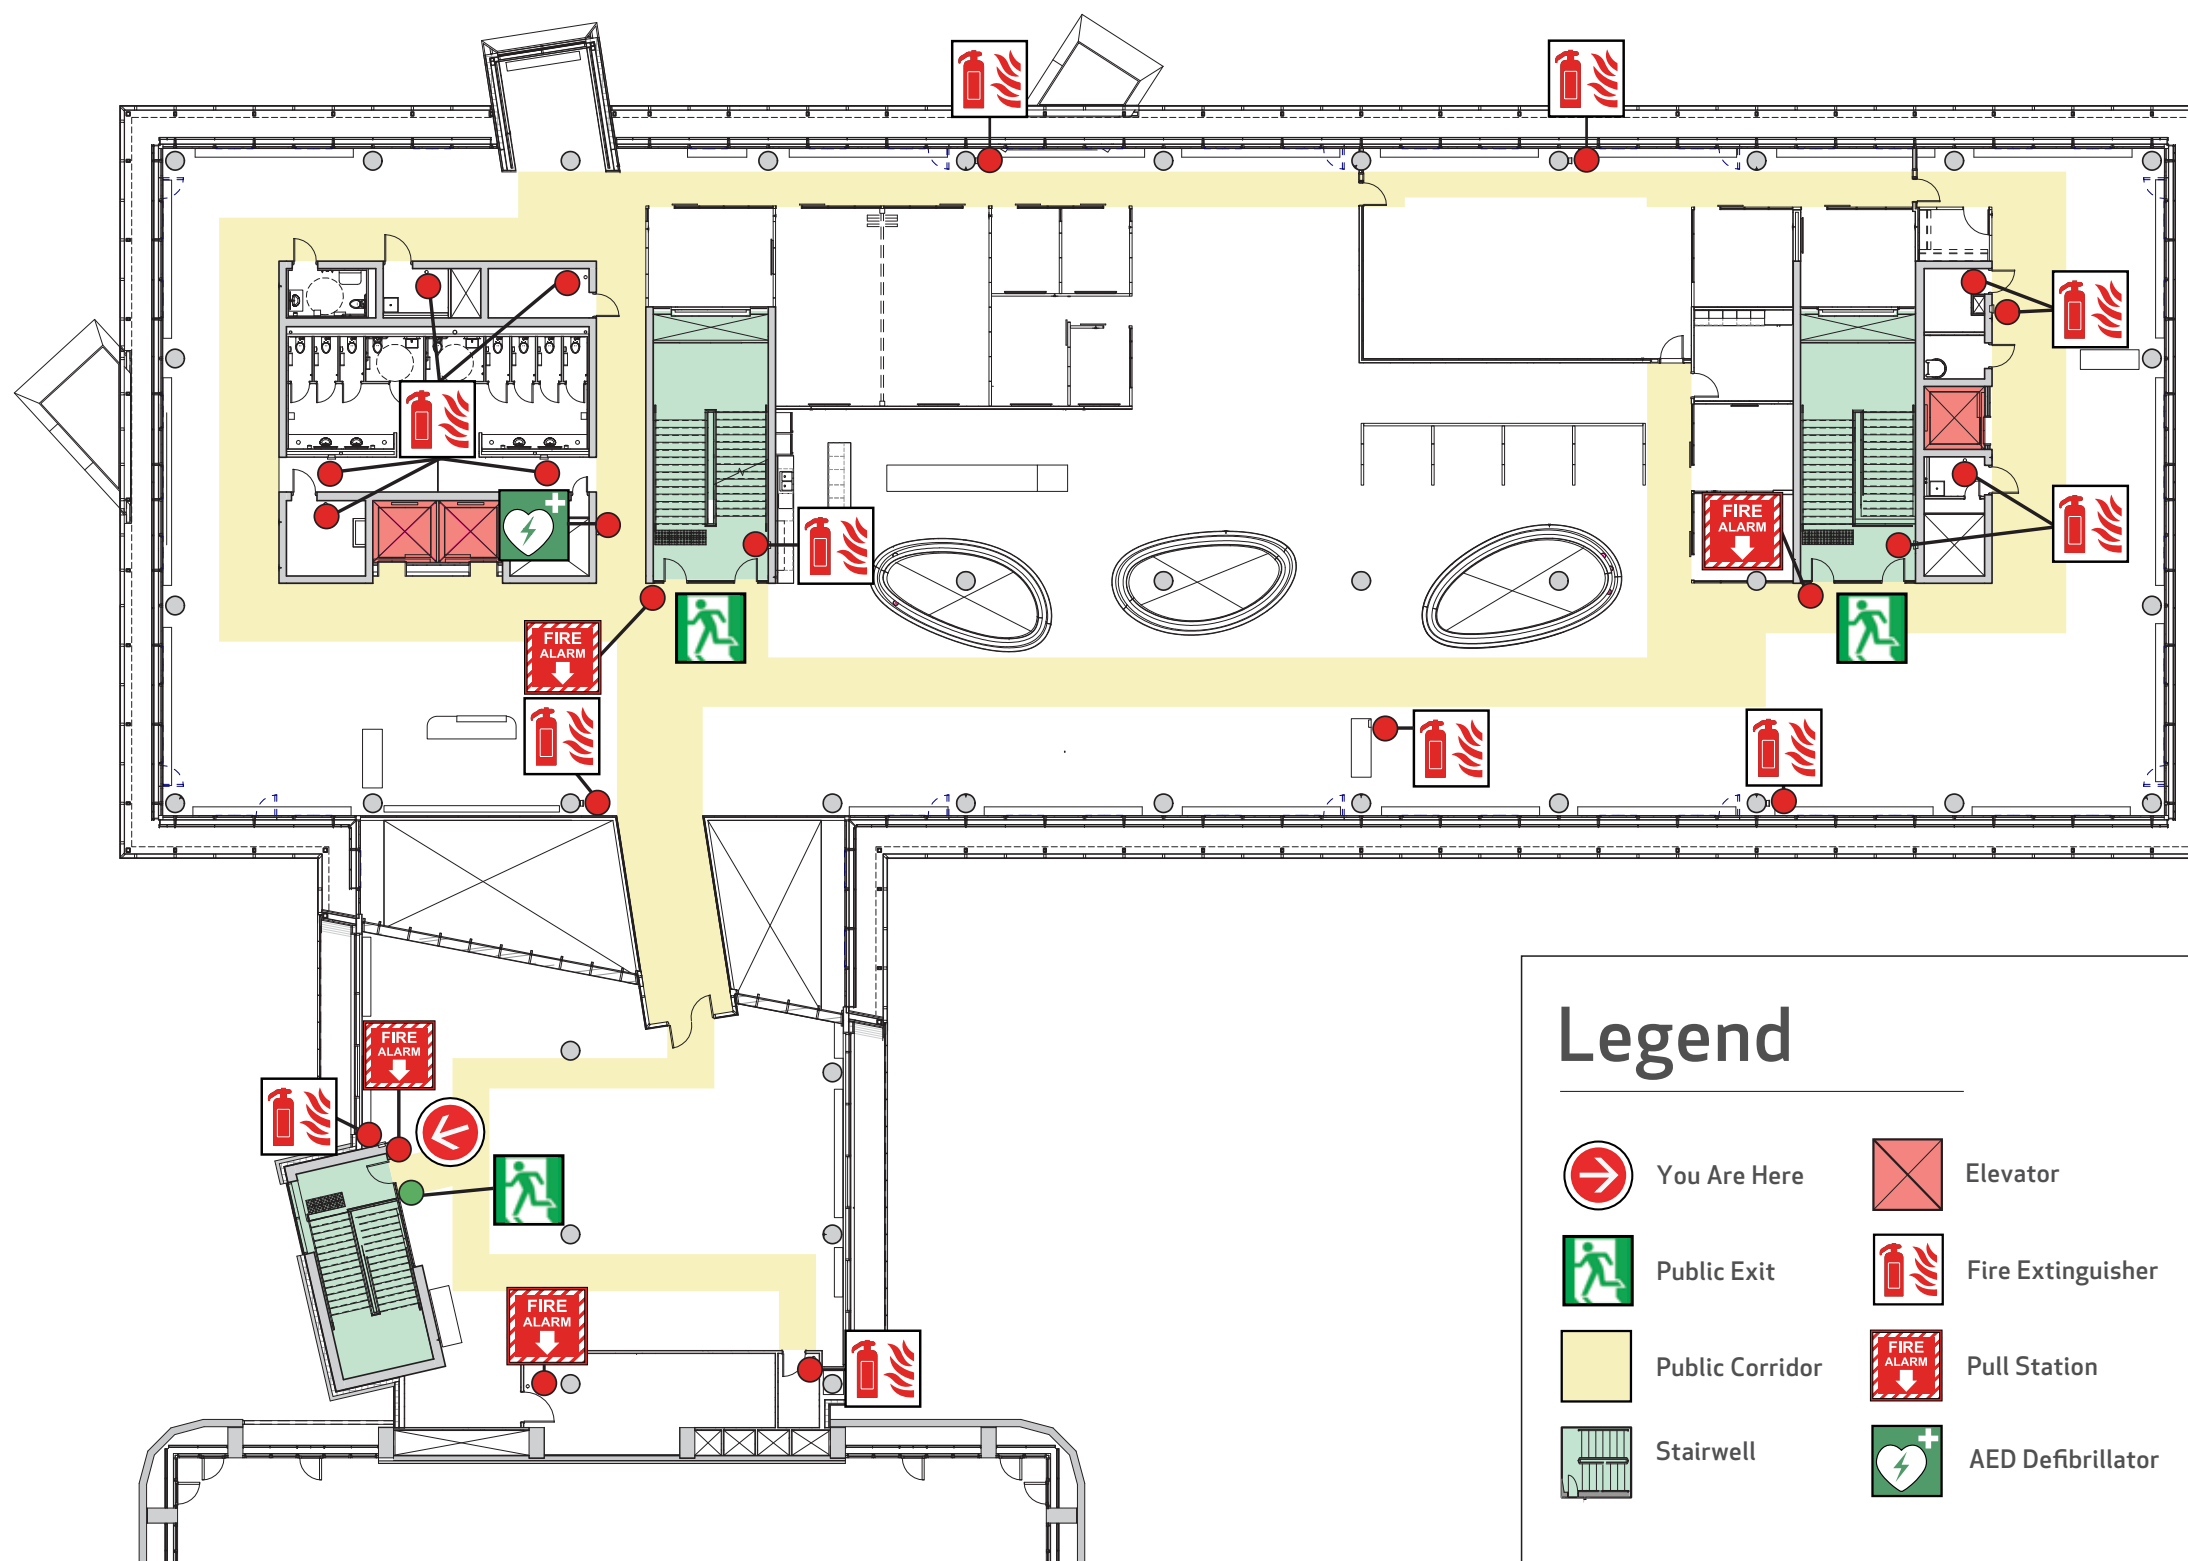 FIRE
ALARM
FIRE
ALARM
FIRE
ALARM
FIRE
ALARM
Legend
You Are Here
Elevator
Public Exit
Fire Extinguisher
Public Corridor
FIRE
ALARM
Pull Station
Stairwell
AED Defibrillator